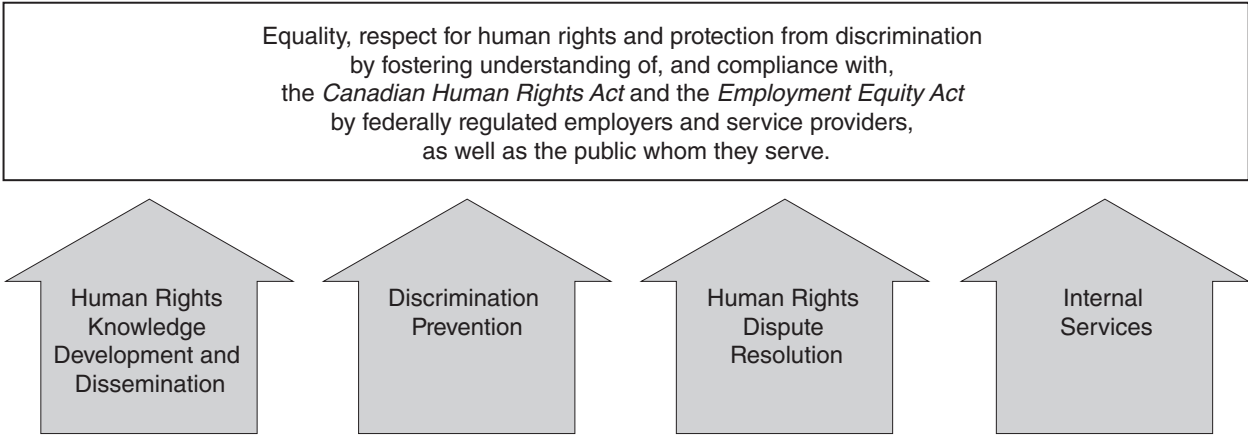 Equality, respect for human rights and protection from discrimination
by fostering understanding of, and compliance with,
the Canadian Human Rights Act and the Employment Equity Act
by federally regulated employers and service providers,
as well as the public whom they serve.
Human Rights
Knowledge
Development and
Dissemination
Discrimination
Prevention
Human Rights
Dispute
Resolution
Internal
Services